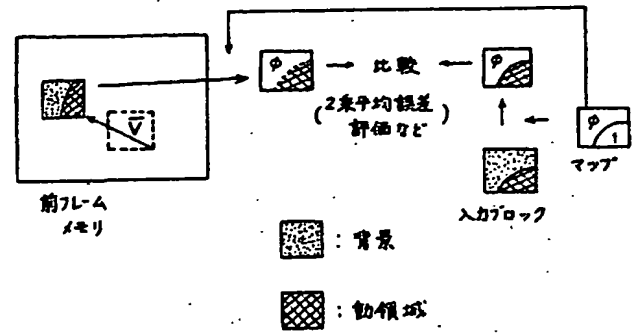 φ
φ
比較
(2乗平均誤差
評価など)
V
φ
1
マップ
前フレーム
メモリ
入力ブロック
:背景
:動領域